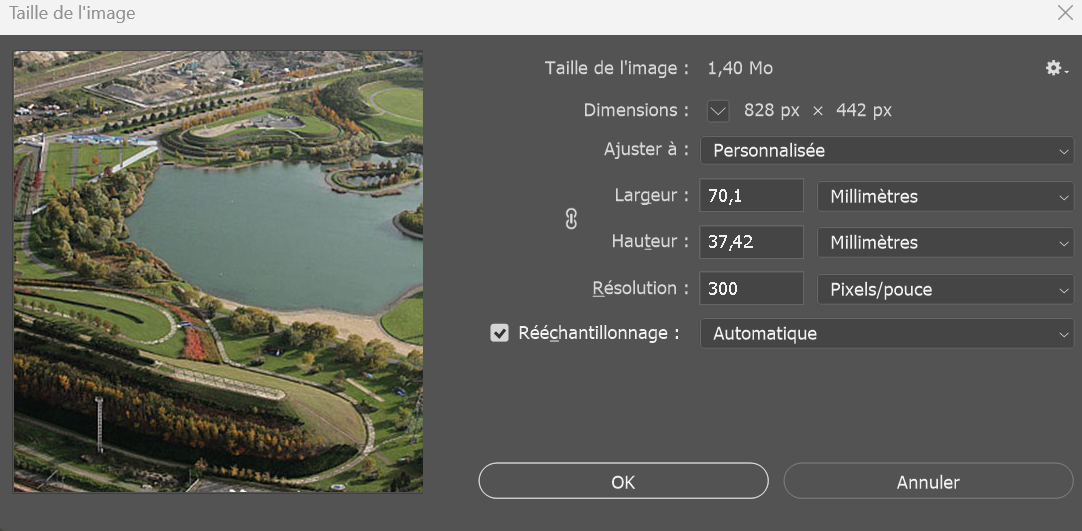 Taille de l'image
Taille de l'image : 1,40 Mo
Dimensions : 828 px × 442 px
Ajuster à : Personnalisée
Largeur : 70,1 Millimètres
Hauteur : 37,42 Millimètres
Résolution : 300 Pixels/pouce
Rééchantillonnage : Automatique
OK Annuler